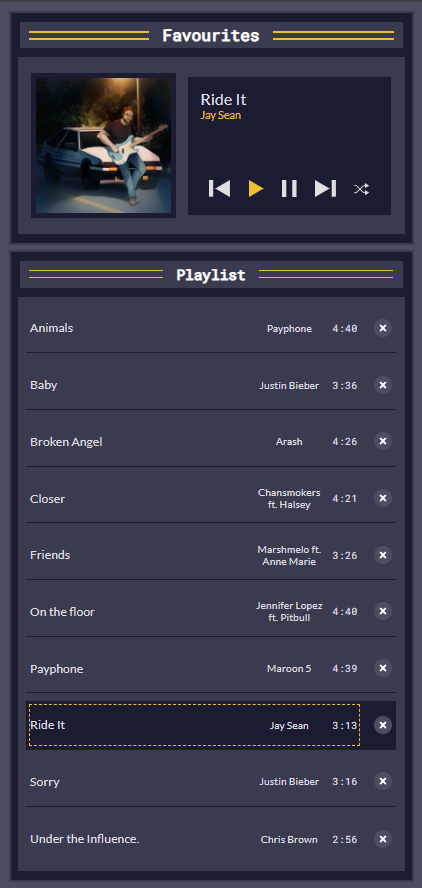 Favourites
Ride It
Jay Sean
Playlist
Animals Payphone 4:40
Baby Justin Bieber 3:36
Broken Angel Arash 4:26
Closer Chansmokers ft. Halsey 4:21
Friends Marshmelo ft. Anne Marie 3:26
On the floor Jennifer Lopez ft. Pitbull 4:40
Payphone Maroon 5 4:39
Ride It Jay Sean 3:13
Sorry Justin Bieber 3:16
Under the Influence. Chris Brown 2:56